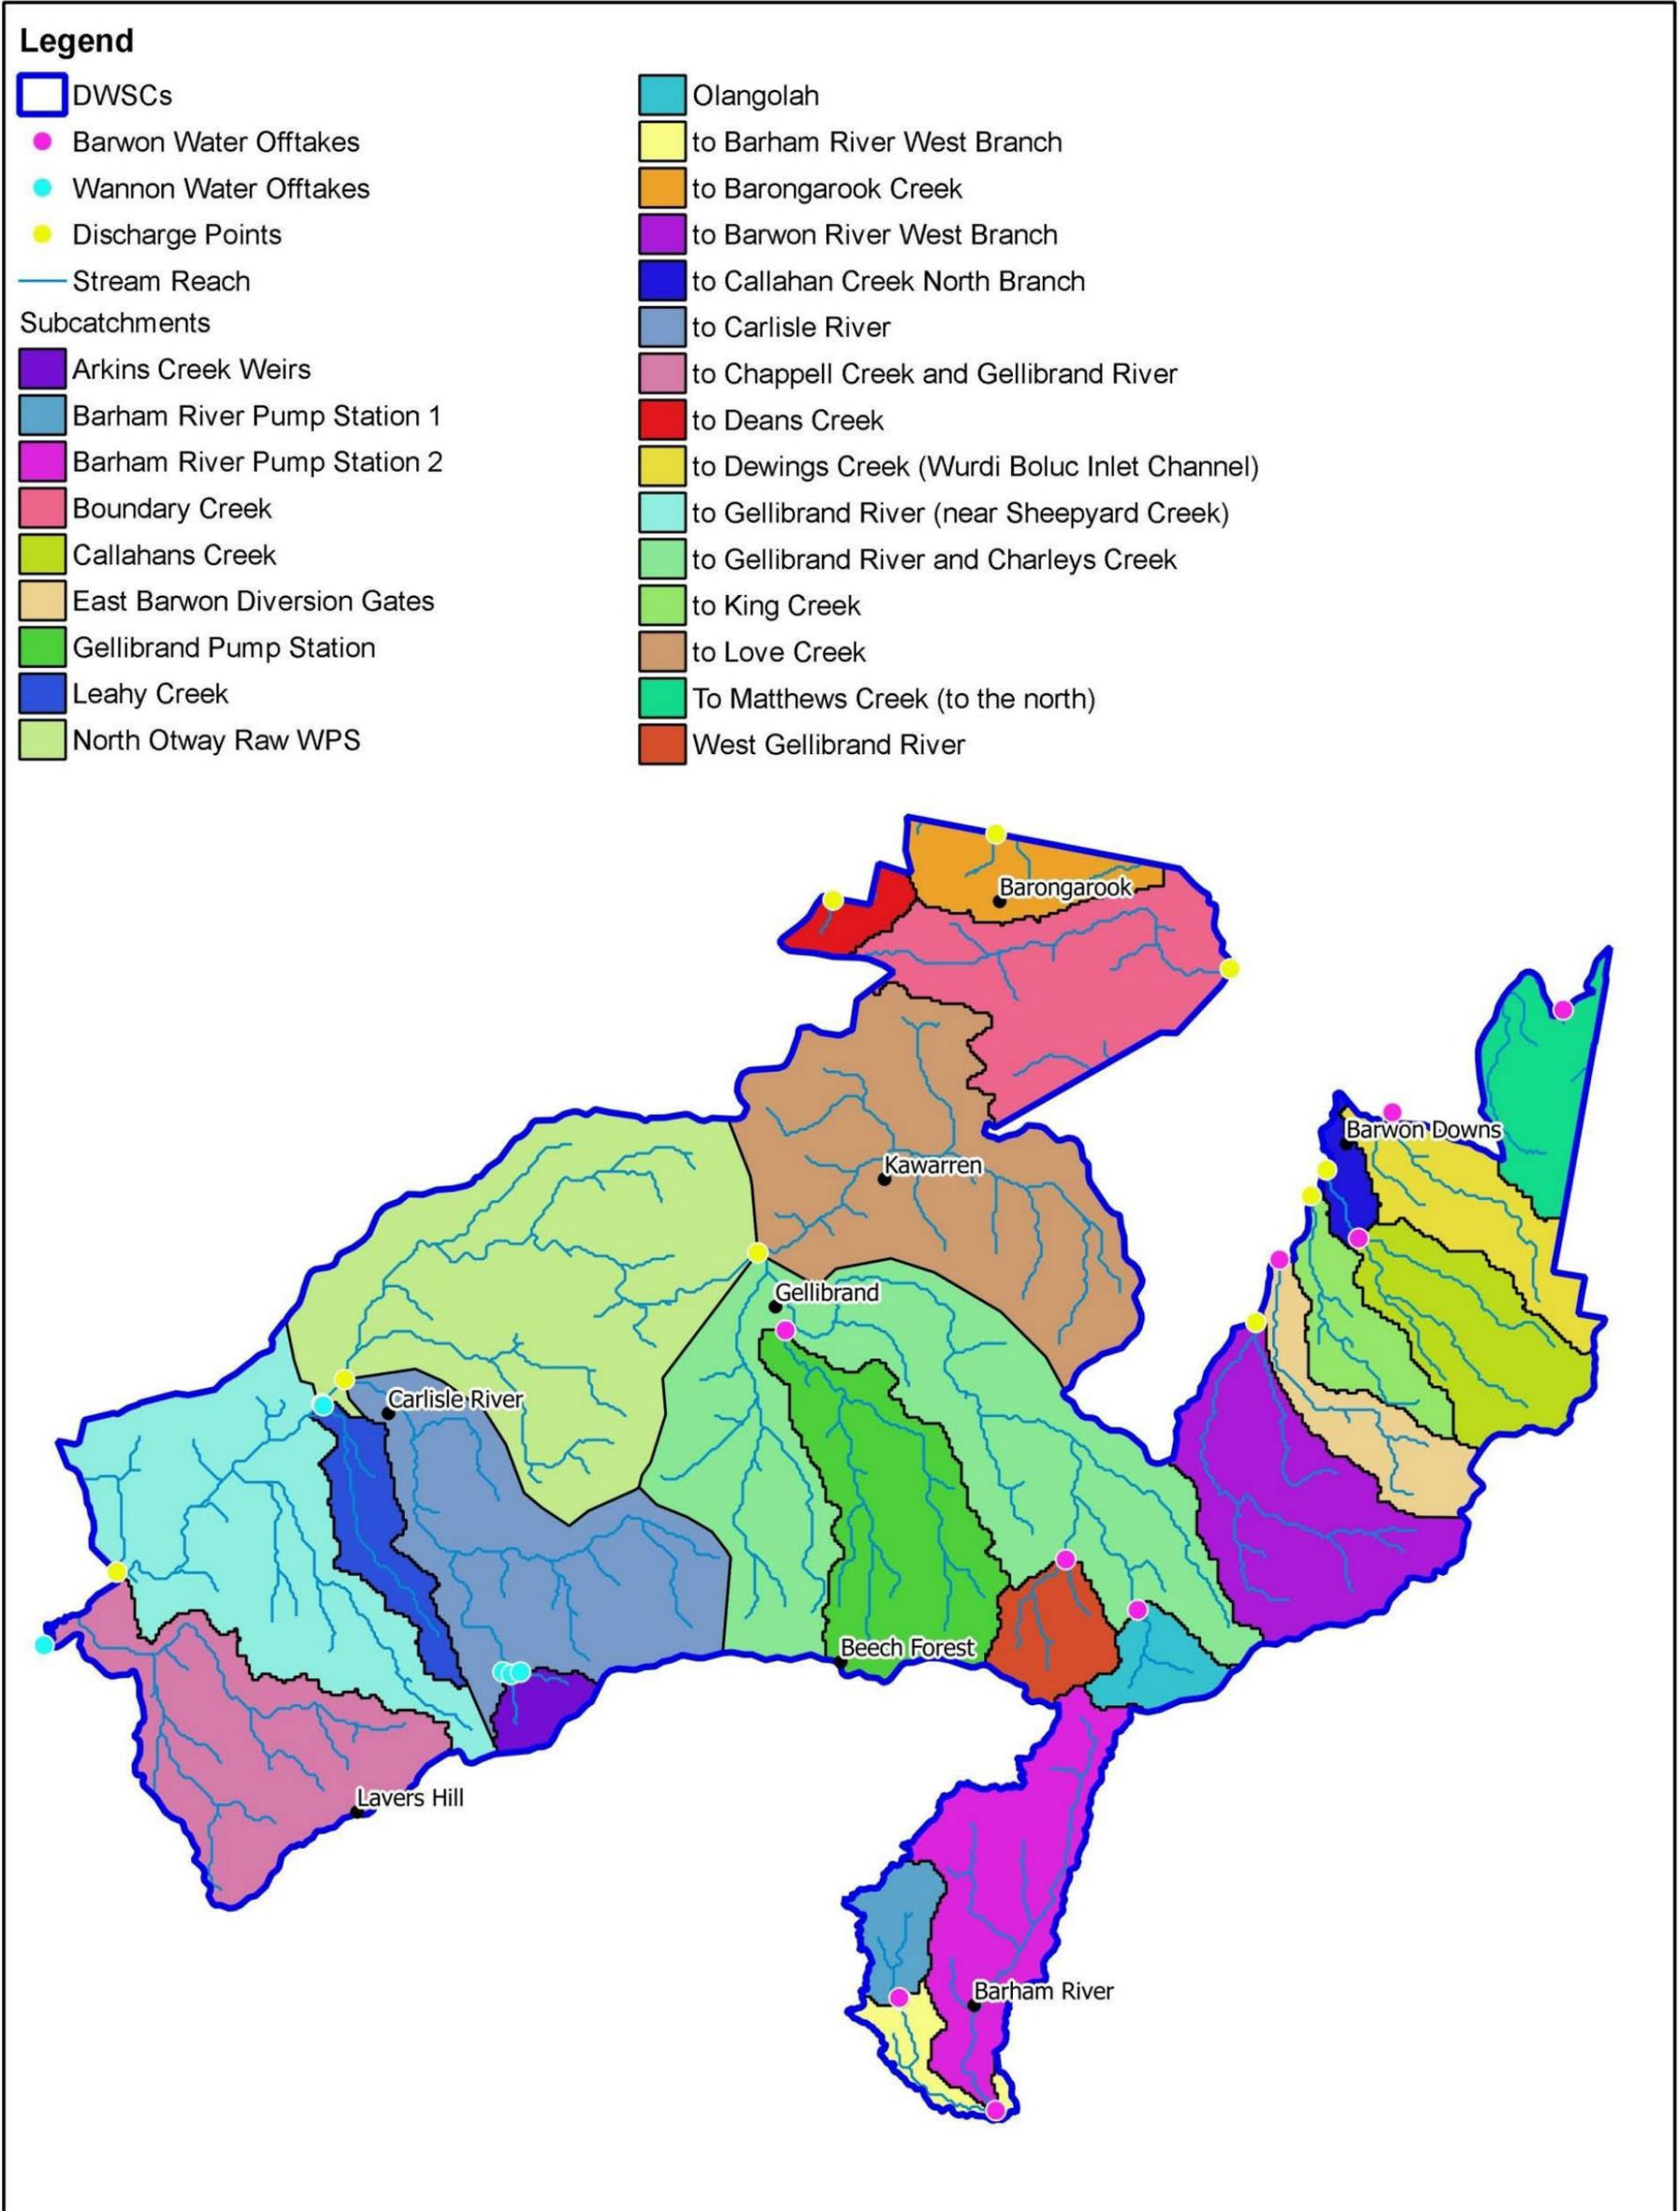 Legend
DWSCs
Barwon Water Offtakes
Wannon Water Offtakes
Discharge Points
Stream Reach
Subcatchments
Arkins Creek Weirs
Barham River Pump Station 1
Barham River Pump Station 2
Boundary Creek
Callahans Creek
East Barwon Diversion Gates
Gellibrand Pump Station
Leahy Creek
North Otway Raw WPS
Olangolah
to Barham River West Branch
to Barongarook Creek
to Barwon River West Branch
to Callahan Creek North Branch
to Carlisle River
to Chappell Creek and Gellibrand River
to Deans Creek
to Dewings Creek (Wurdi Boluc Inlet Channel)
to Gellibrand River (near Sheepyard Creek)
to Gellibrand River and Charleys Creek
to King Creek
to Love Creek
To Matthews Creek (to the north)
West Gellibrand River
Barongarook
Barwon Downs
Kawarren
Gellibrand
Carlisle River
Beech Forest
Lavers Hill
Barham River